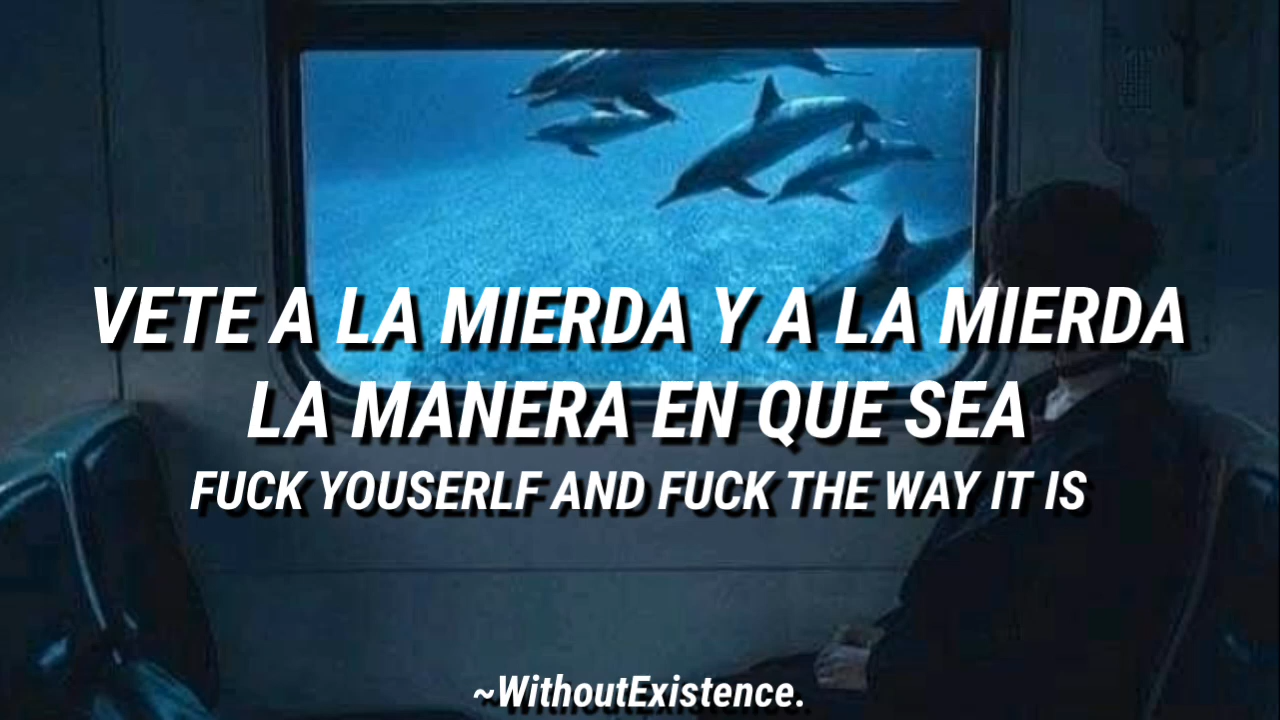 VETE A LA MIERDA Y A LA MIERDA
LA MANERA EN QUE SEA
FUCK YOUSERLF AND FUCK THE WAY IT IS
~WithoutExistence.